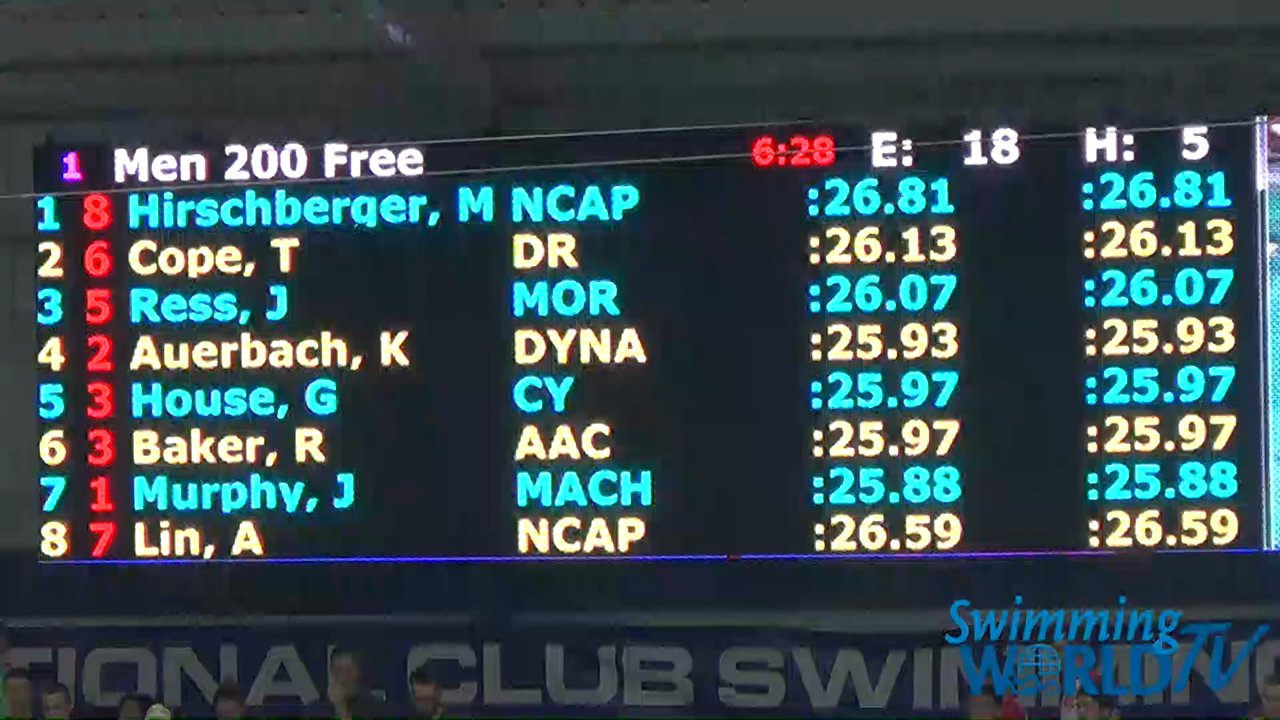 1 Men 200 Free 6:28 E: 18 H: 5
1 8 Hirschberger, M NCAP :26.81 :26.81
2 6 Cope, T DR :26.13 :26.13
3 5 Ress, J MOR :26.07 :26.07
4 2 Auerbach, K DYNA :25.93 :25.93
5 3 House, G CY :25.97 :25.97
6 3 Baker, R AAC :25.97 :25.97
7 1 Murphy, J MACH :25.88 :25.88
8 7 Lin, A NCAP :26.59 :26.59
Swimming
WORLD TV
TIONAL CLUB SWIMMING